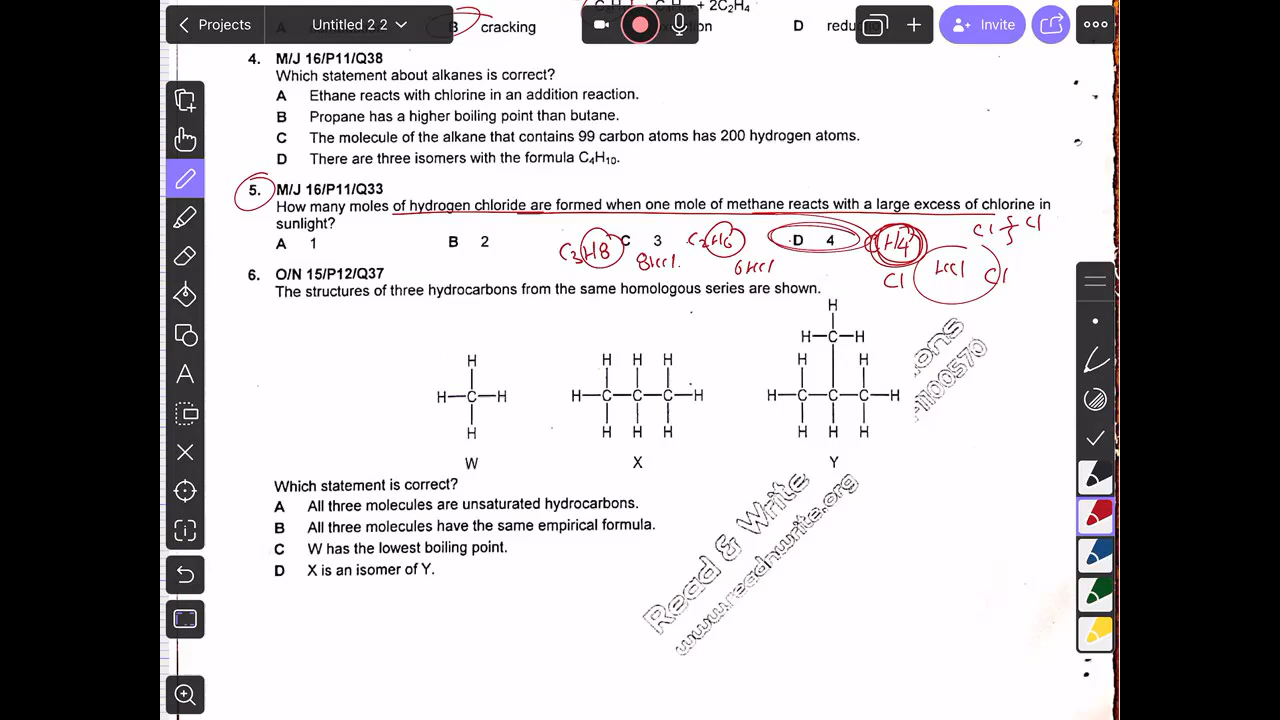 Projects
Untitled 2 2
Invite
+ 2C₂H₄
A
B cracking
D
4. M/J 16/P11/Q38
Which statement about alkanes is correct?
A Ethane reacts with chlorine in an addition reaction.
B Propane has a higher boiling point than butane.
C The molecule of the alkane that contains 99 carbon atoms has 200 hydrogen atoms.
D There are three isomers with the formula C₄H₁₀.
5. M/J 16/P11/Q33
How many moles of hydrogen chloride are formed when one mole of methane reacts with a large excess of chlorine in
sunlight?
Cl Cl
A 1 B 2 C 3 D 4
C3H8 C2H6 H4
8HCl 6HCl Cl HCl Cl
6. O/N 15/P12/Q37
The structures of three hydrocarbons from the same homologous series are shown.
H
H—C—H
H H H H H H
H—C—H H—C—C—C—H H—C—C—C—H
H H H H H H H
W X Y
Which statement is correct?
A All three molecules are unsaturated hydrocarbons.
B All three molecules have the same empirical formula.
C W has the lowest boiling point.
D X is an isomer of Y.
Read & Write
www.readnwrite.org
ons
1100570